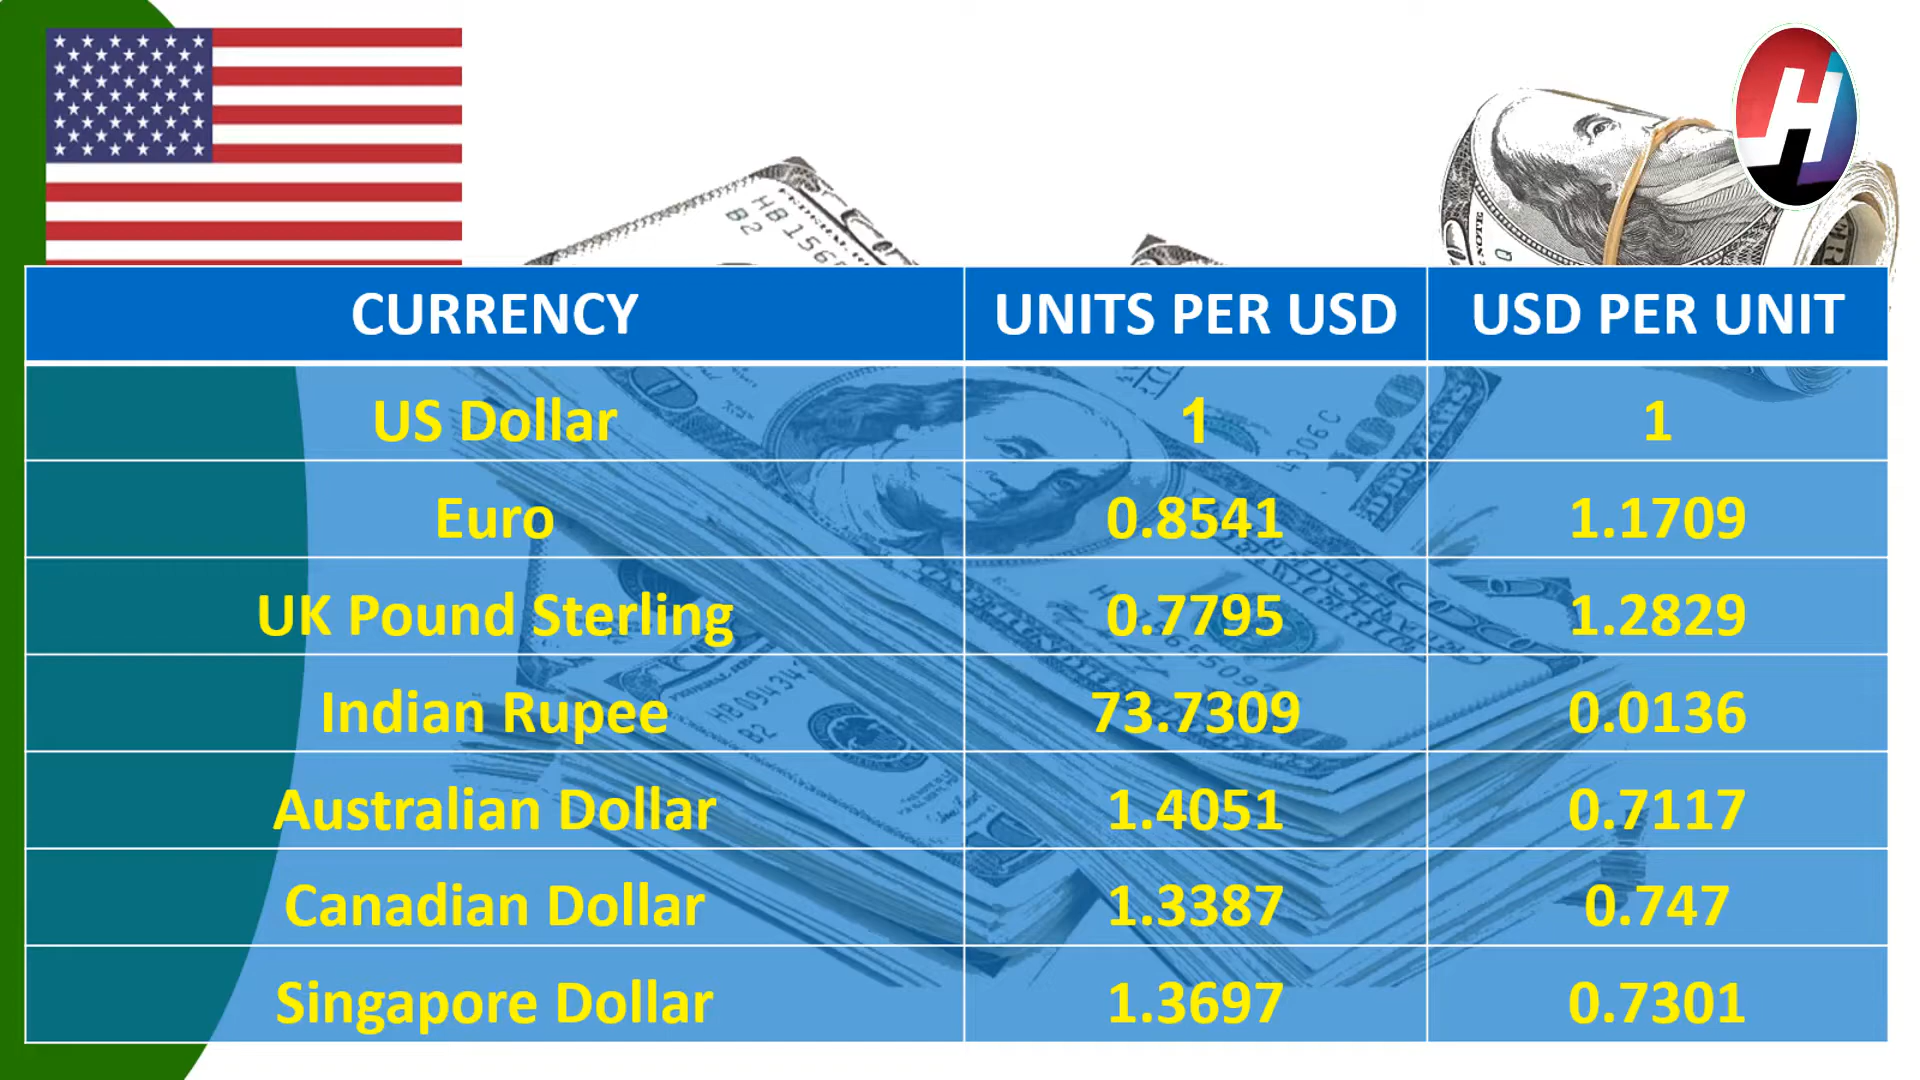 CURRENCY UNITS PER USD USD PER UNIT
US Dollar 1 1
Euro 0.8541 1.1709
UK Pound Sterling 0.7795 1.2829
Indian Rupee 73.7309 0.0136
Australian Dollar 1.4051 0.7117
Canadian Dollar 1.3387 0.747
Singapore Dollar 1.3697 0.7301
H